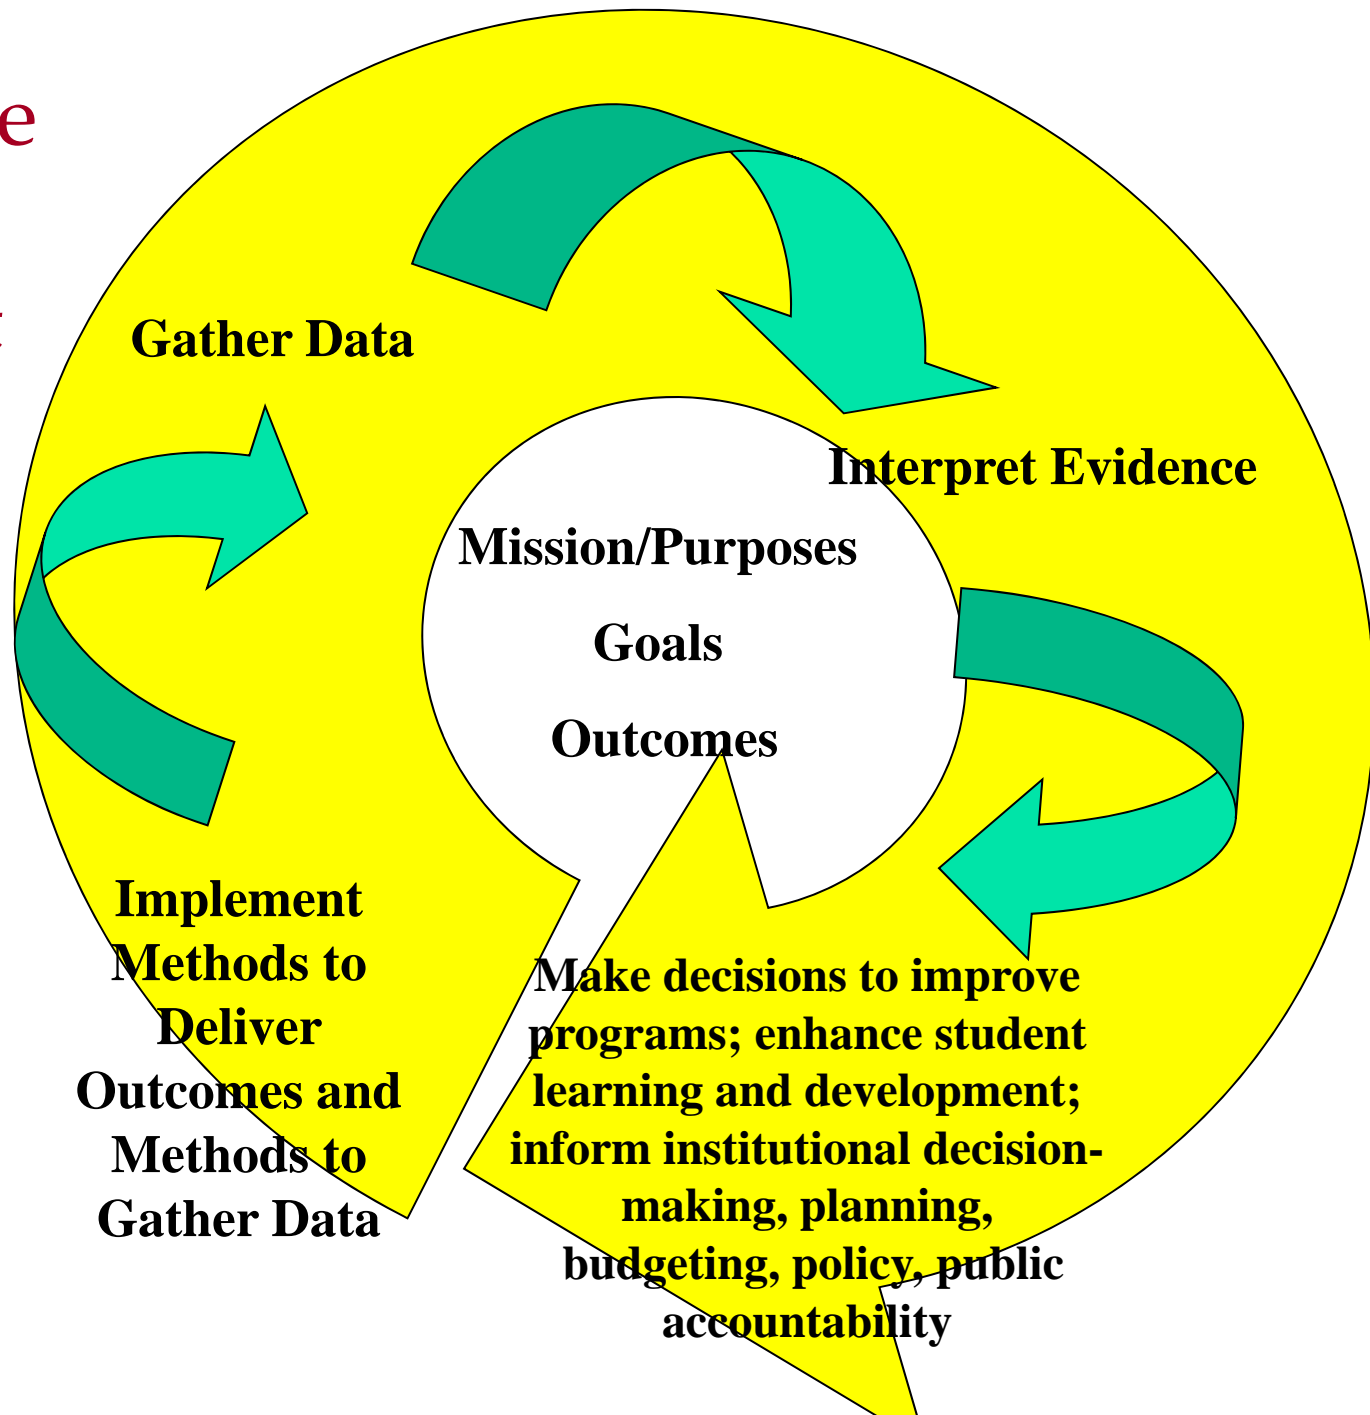 e
t
Gather Data
Interpret Evidence
Mission/Purposes
Goals
Outcomes
Implement
Methods to
Deliver
Outcomes and
Methods to
Gather Data
Make decisions to improve
programs; enhance student
learning and development;
inform institutional decision-
making, planning,
budgeting, policy, public
accountability